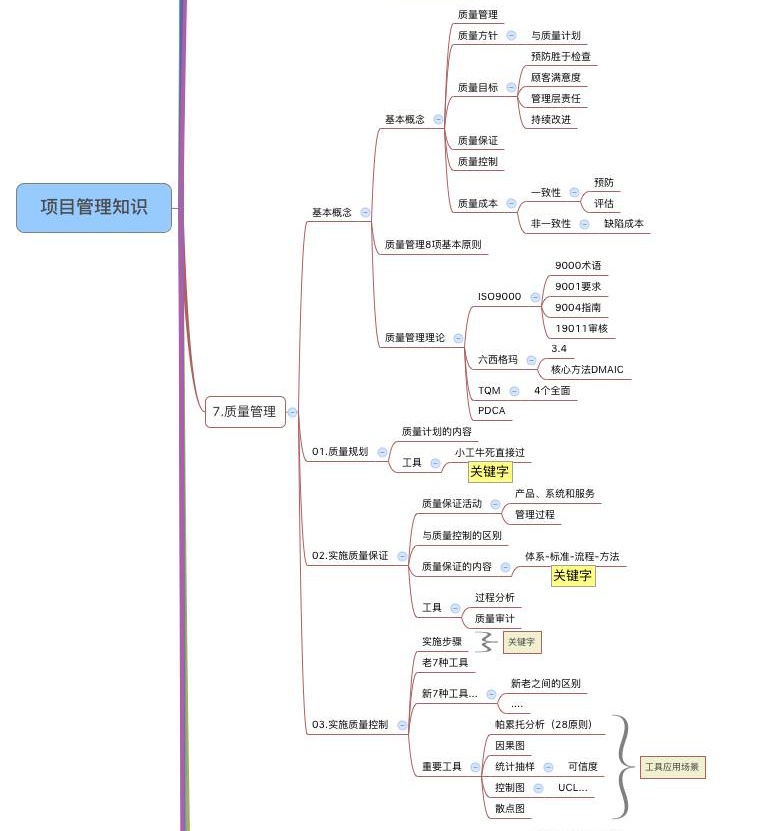 项目管理知识
7.质量管理
基本概念
基本概念
质量管理
质量方针
与质量计划
质量目标
预防胜于检查
顾客满意度
管理层责任
持续改进
质量保证
质量控制
质量成本
一致性
预防
评估
非一致性
缺陷成本
质量管理8项基本原则
质量管理理论
ISO9000
9000术语
9001要求
9004指南
19011审核
六西格玛
3.4
核心方法DMAIC
TQM
4个全面
PDCA
01.质量规划
质量计划的内容
工具
小工牛死直接过
关键字
02.实施质量保证
质量保证活动
产品、系统和服务
管理过程
与质量控制的区别
质量保证的内容
体系-标准-流程-方法
关键字
工具
过程分析
质量审计
03.实施质量控制
实施步骤
关键字
老7种工具
新7种工具...
新老之间的区别
....
重要工具
帕累托分析（28原则）
因果图
统计抽样
可信度
控制图
UCL...
散点图
工具应用场景